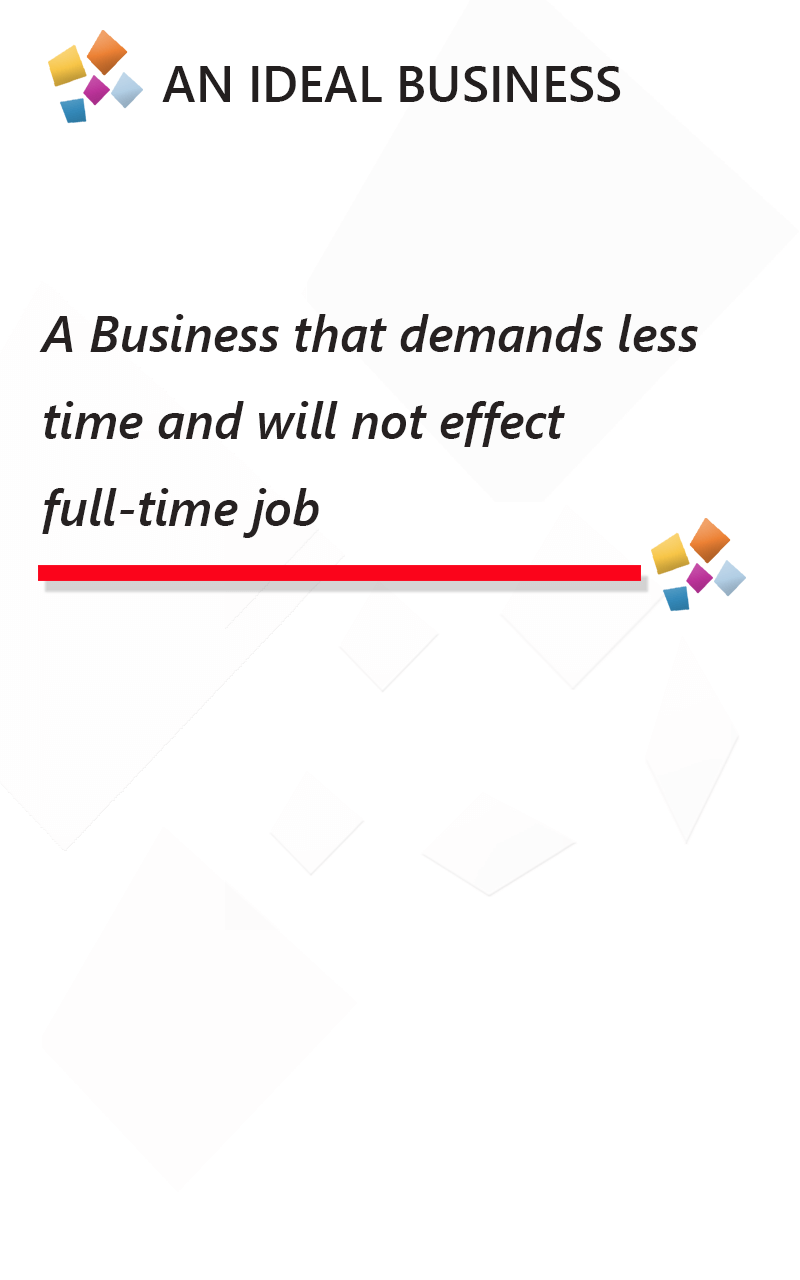 AN IDEAL BUSINESS
A Business that demands less
time and will not effect
full-time job